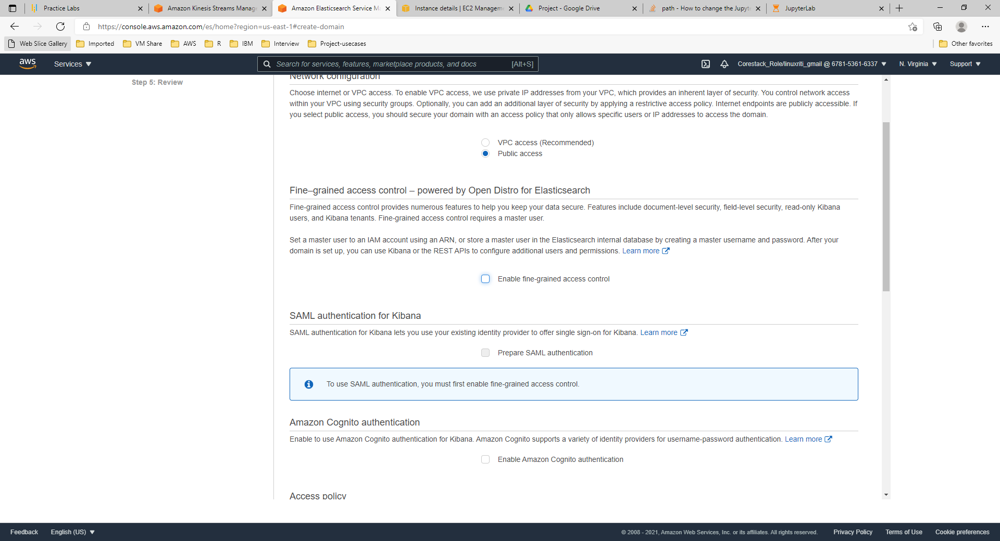 Practice Labs
Amazon Kinesis Streams Manag
Amazon Elasticsearch Service M
Instance details | EC2 Managem
Project - Google Drive
path - How to change the Jupyt
JupyterLab
https://console.aws.amazon.com/es/home?region=us-east-1#create-domain
Web Slice Gallery
Imported
VM Share
AWS
R
IBM
Interview
Project-usecases
Other favorites
aws
Services
Search for services, features, marketplace products, and docs
[Alt+S]
Corestack_Role/linuxriti_gmail @ 6781-5361-6337
N. Virginia
Support
Step 5: Review
Network configuration
Choose internet or VPC access. To enable VPC access, we use private IP addresses from your VPC, which provides an inherent layer of security. You control network access
within your VPC using security groups. Optionally, you can add an additional layer of security by applying a restrictive access policy. Internet endpoints are publicly accessible. If
you select public access, you should secure your domain with an access policy that only allows specific users or IP addresses to access the domain.
VPC access (Recommended)
Public access
Fine–grained access control – powered by Open Distro for Elasticsearch
Fine-grained access control provides numerous features to help you keep your data secure. Features include document-level security, field-level security, read-only Kibana
users, and Kibana tenants. Fine-grained access control requires a master user.
Set a master user to an IAM account using an ARN, or store a master user in the Elasticsearch internal database by creating a master username and password. After your
domain is set up, you can use Kibana or the REST APIs to configure additional users and permissions. Learn more
Enable fine-grained access control
SAML authentication for Kibana
SAML authentication for Kibana lets you use your existing identity provider to offer single sign-on for Kibana. Learn more
Prepare SAML authentication
To use SAML authentication, you must first enable fine-grained access control.
Amazon Cognito authentication
Enable to use Amazon Cognito authentication for Kibana. Amazon Cognito supports a variety of identity providers for username-password authentication. Learn more
Enable Amazon Cognito authentication
Access policy
Feedback
English (US)
© 2008 - 2021, Amazon Web Services, Inc. or its affiliates. All rights reserved.
Privacy Policy
Terms of Use
Cookie preferences